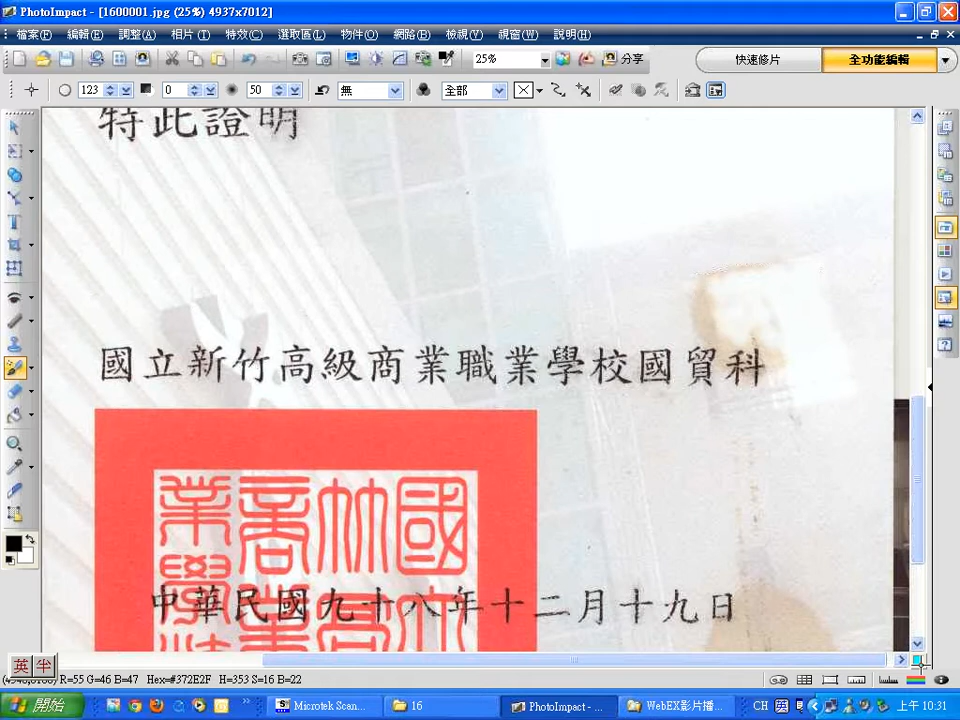 PhotoImpact - [1600001.jpg (25%) 4937x7012]
檔案(F) 編輯(E) 調整(A) 相片(I) 特效(C) 選取區(L) 物件(O) 網路(B) 檢視(V) 視窗(W) 說明(H)
25% 分享 快速修片 全功能編輯
123 0 50 無 全部
特此證明
國立新竹高級商業職業學校國貿科
中華民國九十八年十二月十九日
英 半
R=55 G=46 B=47 Hex=#372E2F H=353 S=16 B=22
開始 Microtek Scan... 16 PhotoImpact - ... WebEX影片播... CH 上午 10:31